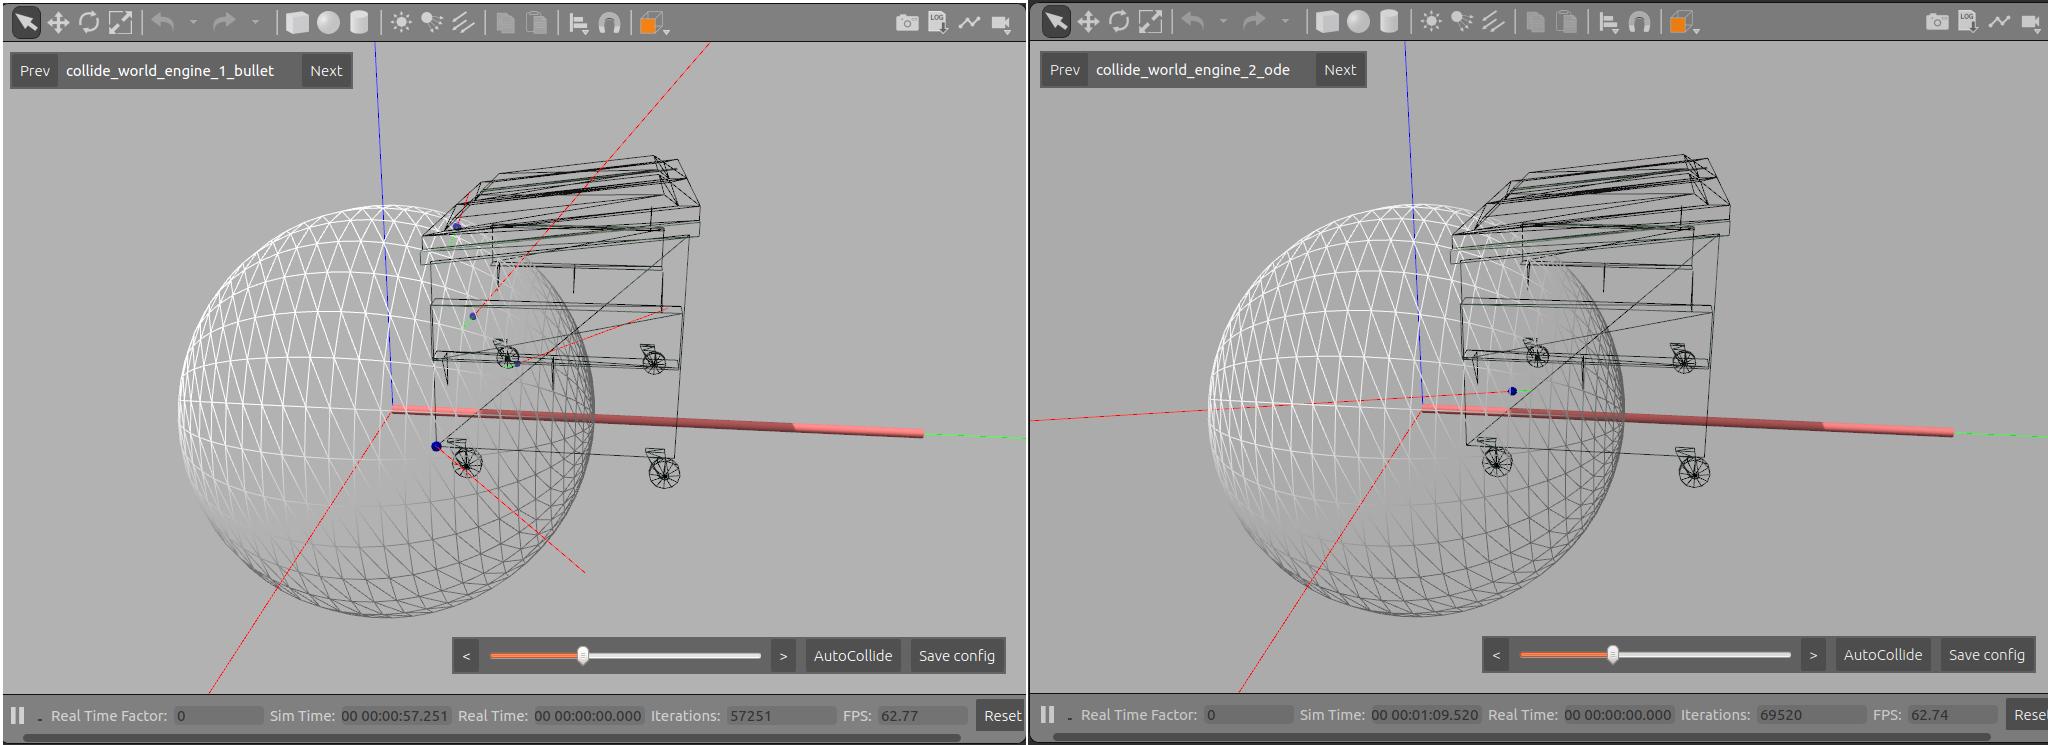 LOG
Prev collide_world_engine_1_bullet Next
< > AutoCollide Save config
Real Time Factor: 0 Sim Time: 00 00:00:57.251 Real Time: 00 00:00:00.000 Iterations: 57251 FPS: 62.77 Reset
LOG
Prev collide_world_engine_2_ode Next
< > AutoCollide Save config
Real Time Factor: 0 Sim Time: 00 00:01:09.520 Real Time: 00 00:00:00.000 Iterations: 69520 FPS: 62.74 Rese